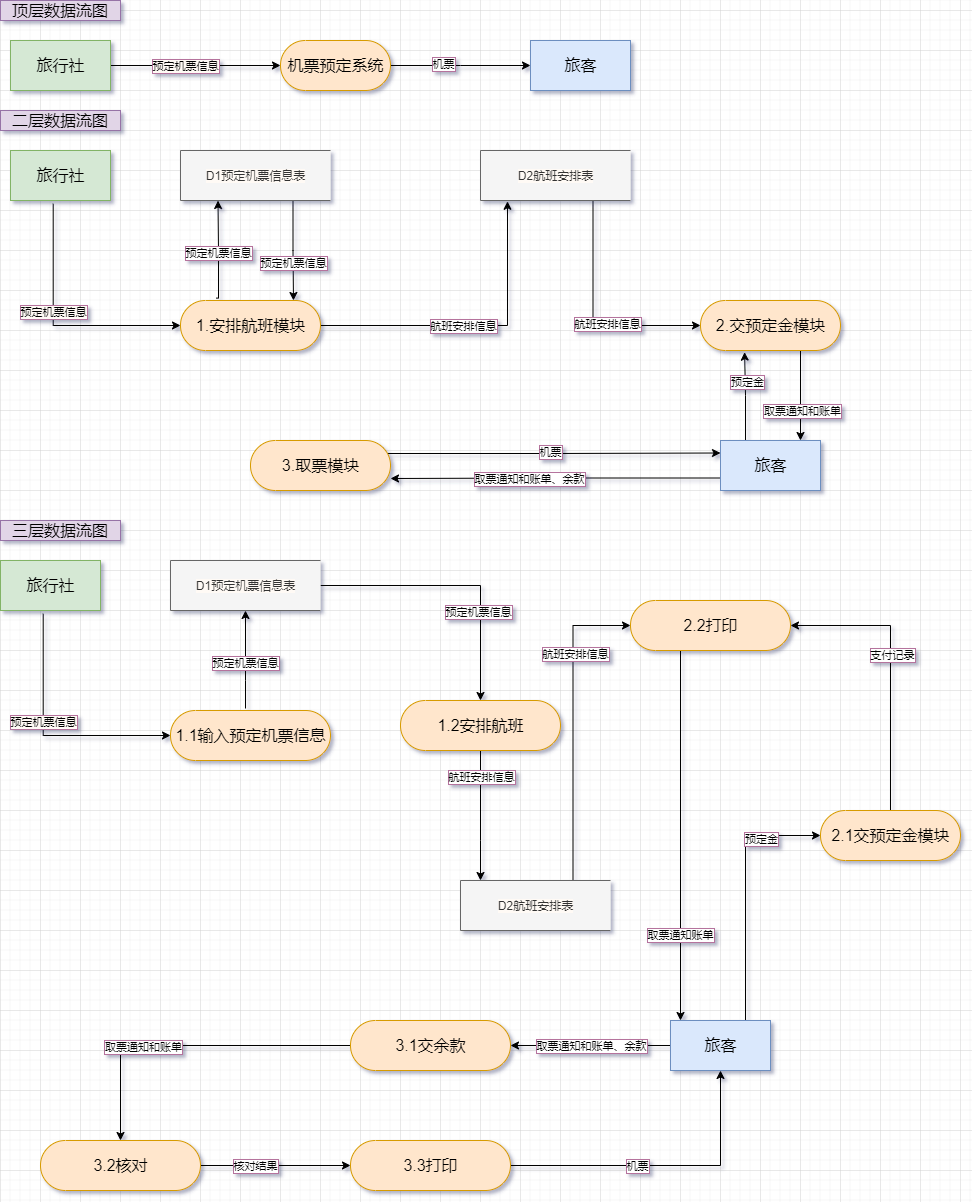 顶层数据流图
旅行社
预定机票信息
机票预定系统
机票
旅客
二层数据流图
旅行社
D1预定机票信息表
D2航班安排表
预定机票信息
预定机票信息
预定机票信息
1.安排航班模块
航班安排信息
航班安排信息
2.交预定金模块
预定金
取票通知和账单
3.取票模块
机票
取票通知和账单、余款
旅客
三层数据流图
旅行社
D1预定机票信息表
预定机票信息
2.2打印
航班安排信息
支付记录
预定机票信息
预定机票信息
1.1输入预定机票信息
1.2安排航班
航班安排信息
预定金
2.1交预定金模块
D2航班安排表
取票通知账单
取票通知和账单
3.1交余款
取票通知和账单、余款
旅客
3.2核对
核对结果
3.3打印
机票